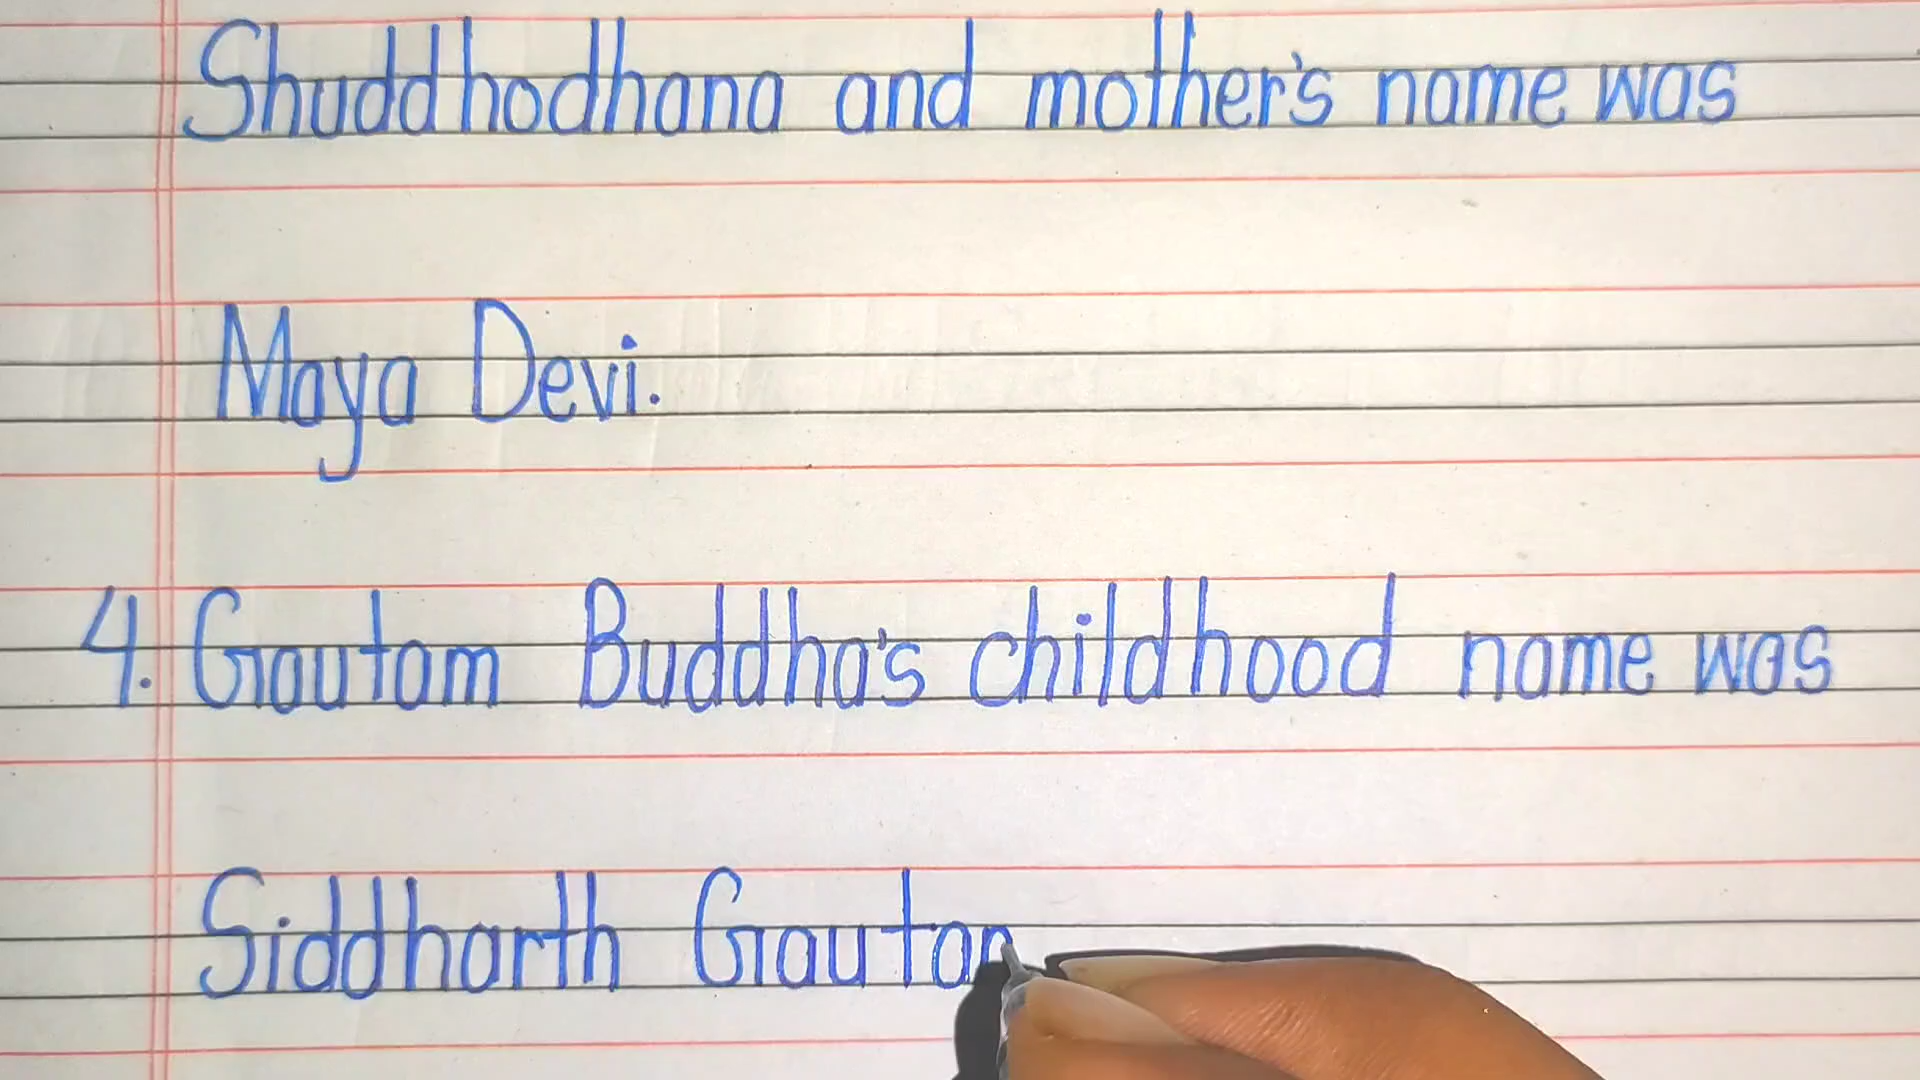 Shuddhodhana and mother's name was
Maya Devi.
4. Gautam Buddha's childhood name was
Siddharth